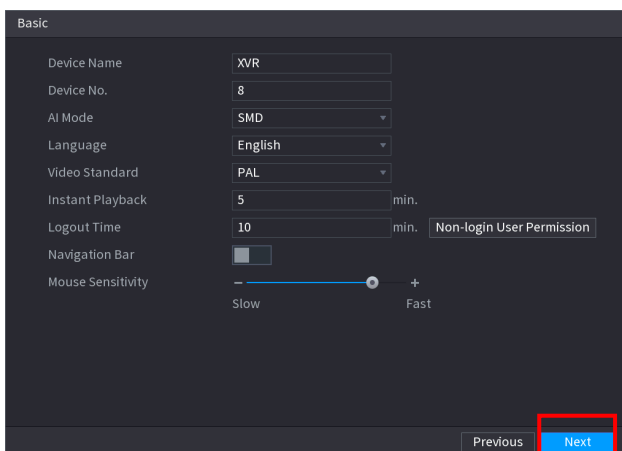 Basic
Device Name XVR
Device No. 8
AI Mode SMD
Language English
Video Standard PAL
Instant Playback 5 min.
Logout Time 10 min. Non-login User Permission
Navigation Bar
Mouse Sensitivity - +
Slow Fast
Previous Next